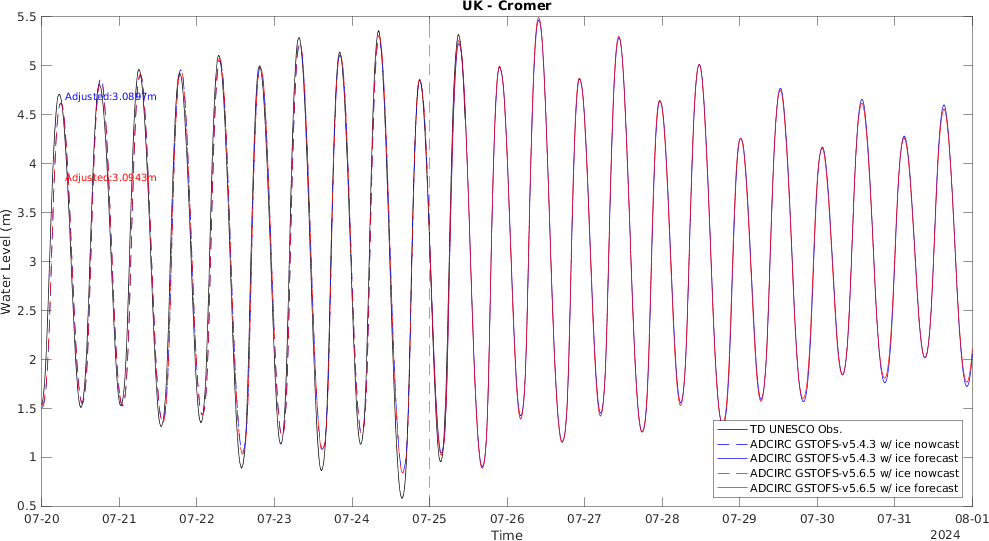 UK - Cromer
5.5
5
4.5
4
3.5
3
2.5
2
1.5
1
0.5
Water Level (m)
Adjusted:3.0897m
Adjusted:3.0943m
TD UNESCO Obs.
ADCIRC GSTOFS-v5.4.3 w/ ice nowcast
ADCIRC GSTOFS-v5.4.3 w/ ice forecast
ADCIRC GSTOFS-v5.6.5 w/ ice nowcast
ADCIRC GSTOFS-v5.6.5 w/ ice forecast
07-20 07-21 07-22 07-23 07-24 07-25 07-26 07-27 07-28 07-29 07-30 07-31 08-01
Time
2024